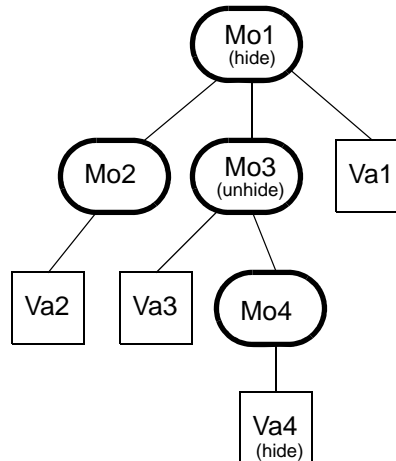 Mo1
(hide)
Mo2
Mo3
(unhide)
Va1
Va2
Va3
Mo4
Va4
(hide)